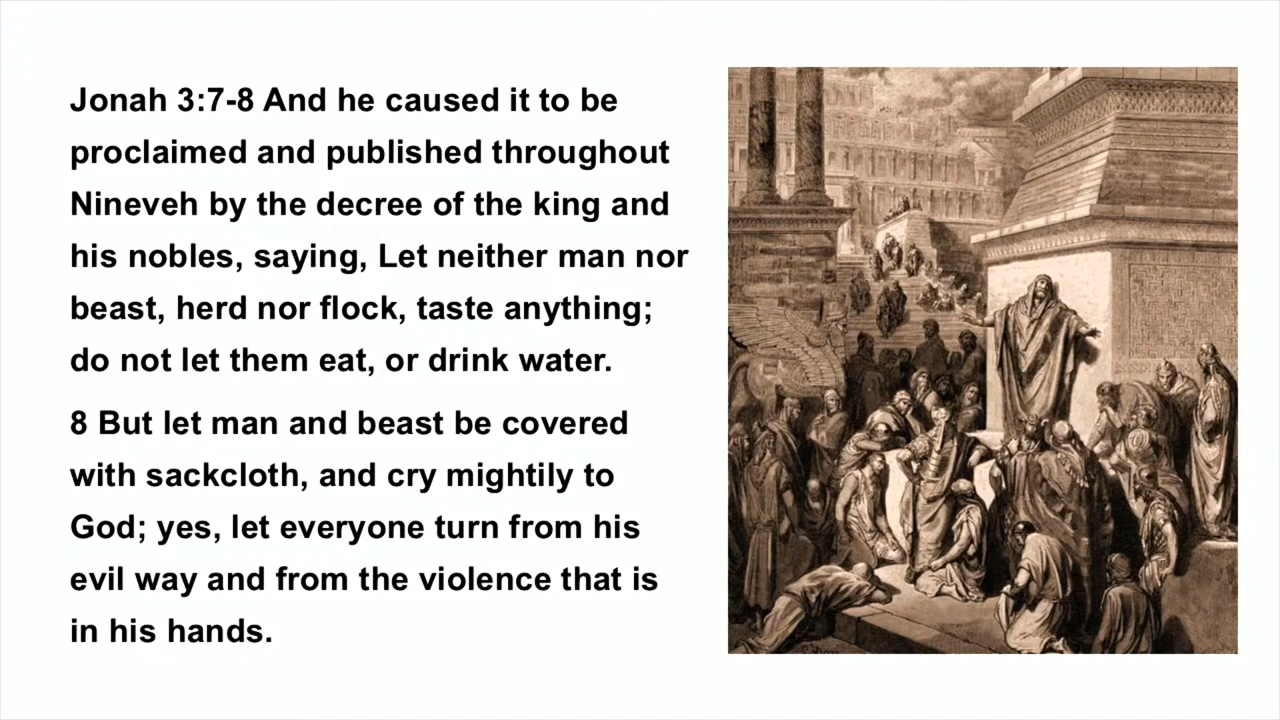 Jonah 3:7-8 And he caused it to be
proclaimed and published throughout
Nineveh by the decree of the king and
his nobles, saying, Let neither man nor
beast, herd nor flock, taste anything;
do not let them eat, or drink water.
8 But let man and beast be covered
with sackcloth, and cry mightily to
God; yes, let everyone turn from his
evil way and from the violence that is
in his hands.